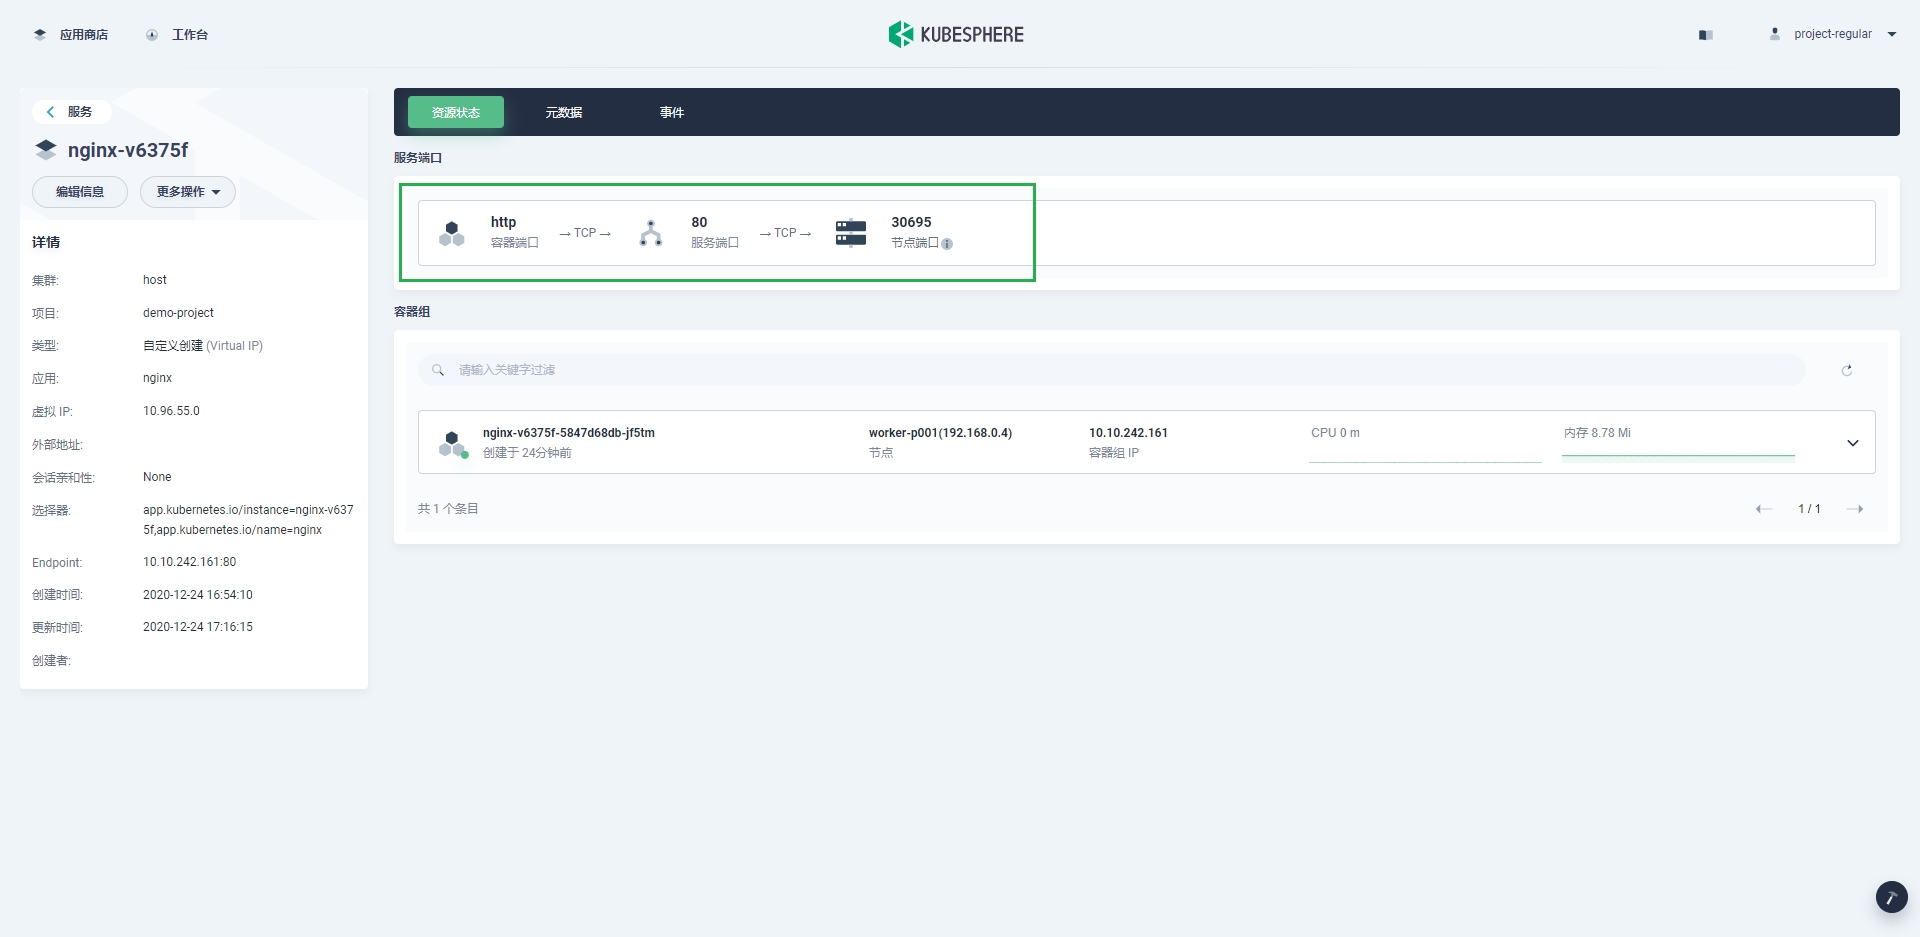 应用商店
工作台
KUBESPHERE
project-regular
服务
nginx-v6375f
编辑信息
更多操作
详情
集群: host
项目: demo-project
类型: 自定义创建 (Virtual IP)
应用: nginx
虚拟 IP: 10.96.55.0
外部地址:
会话亲和性: None
选择器: app.kubernetes.io/instance=nginx-v637
5f,app.kubernetes.io/name=nginx
Endpoint: 10.10.242.161:80
创建时间: 2020-12-24 16:54:10
更新时间: 2020-12-24 17:16:15
创建者:
资源状态
元数据
事件
服务端口
http
容器端口
→ TCP →
80
服务端口
→ TCP →
30695
节点端口
容器组
请输入关键字过滤
nginx-v6375f-5847d68db-jf5tm
创建于 24分钟前
worker-p001(192.168.0.4)
节点
10.10.242.161
容器组 IP
CPU 0 m
内存 8.78 Mi
共 1 个条目
1 / 1